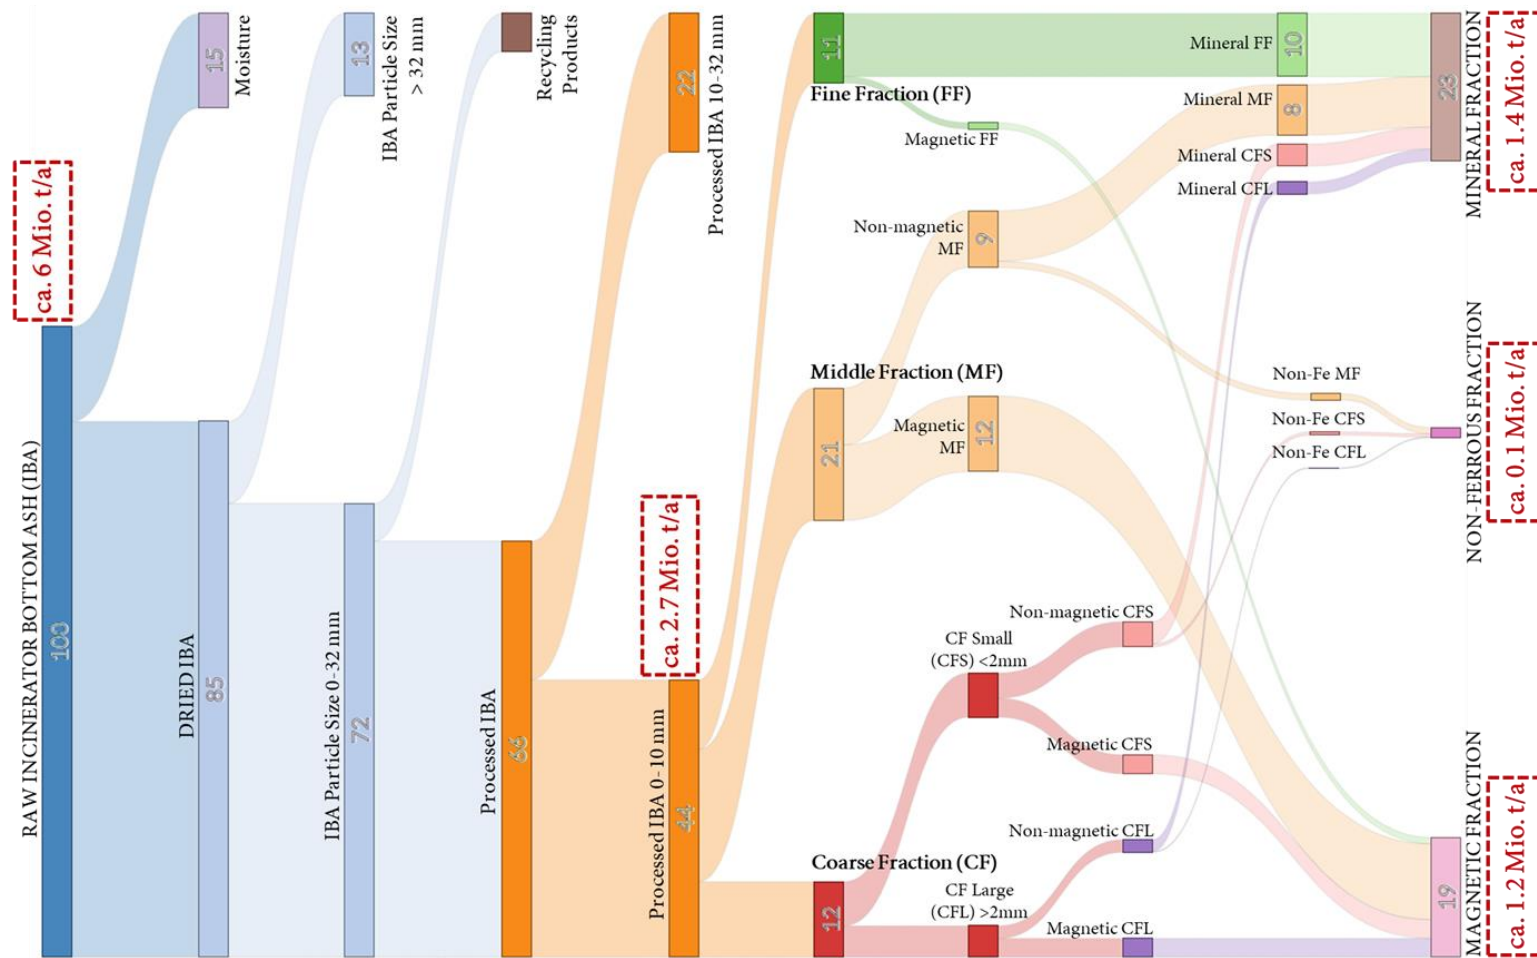 RAW INCINERATOR BOTTOM ASH (IBA)
100
ca. 6 Mio. t/a
15
Moisture
DRIED IBA
85
13
IBA Particle Size
> 32 mm
IBA Particle Size 0-32 mm
72
Recycling
Products
Processed IBA
66
22
Processed IBA 10-32 mm
ca. 2.7 Mio. t/a
Processed IBA 0-10 mm
44
11
Fine Fraction (FF)
Magnetic FF
Middle Fraction (MF)
21
Non-magnetic
MF
9
Magnetic
MF
12
Coarse Fraction (CF)
12
CF Small
(CFS) <2mm
CF Large
(CFL) >2mm
Non-magnetic CFS
Magnetic CFS
Non-magnetic CFL
Magnetic CFL
Mineral FF
10
Mineral MF
8
Mineral CFS
Mineral CFL
Non-Fe MF
Non-Fe CFS
Non-Fe CFL
23
MINERAL FRACTION
ca. 1.4 Mio. t/a
NON-FERROUS FRACTION
ca. 0.1 Mio. t/a
19
MAGNETIC FRACTION
ca. 1.2 Mio. t/a